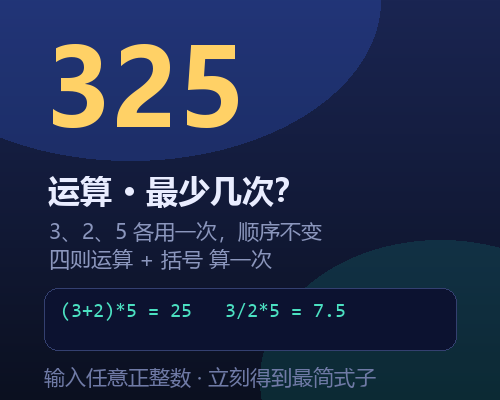 325
运算·最少几次？
3、2、5 各用一次，顺序不变
四则运算 + 括号 算一次
(3+2)*5 = 25   3/2*5 = 7.5
输入任意正整数 · 立刻得到最简式子